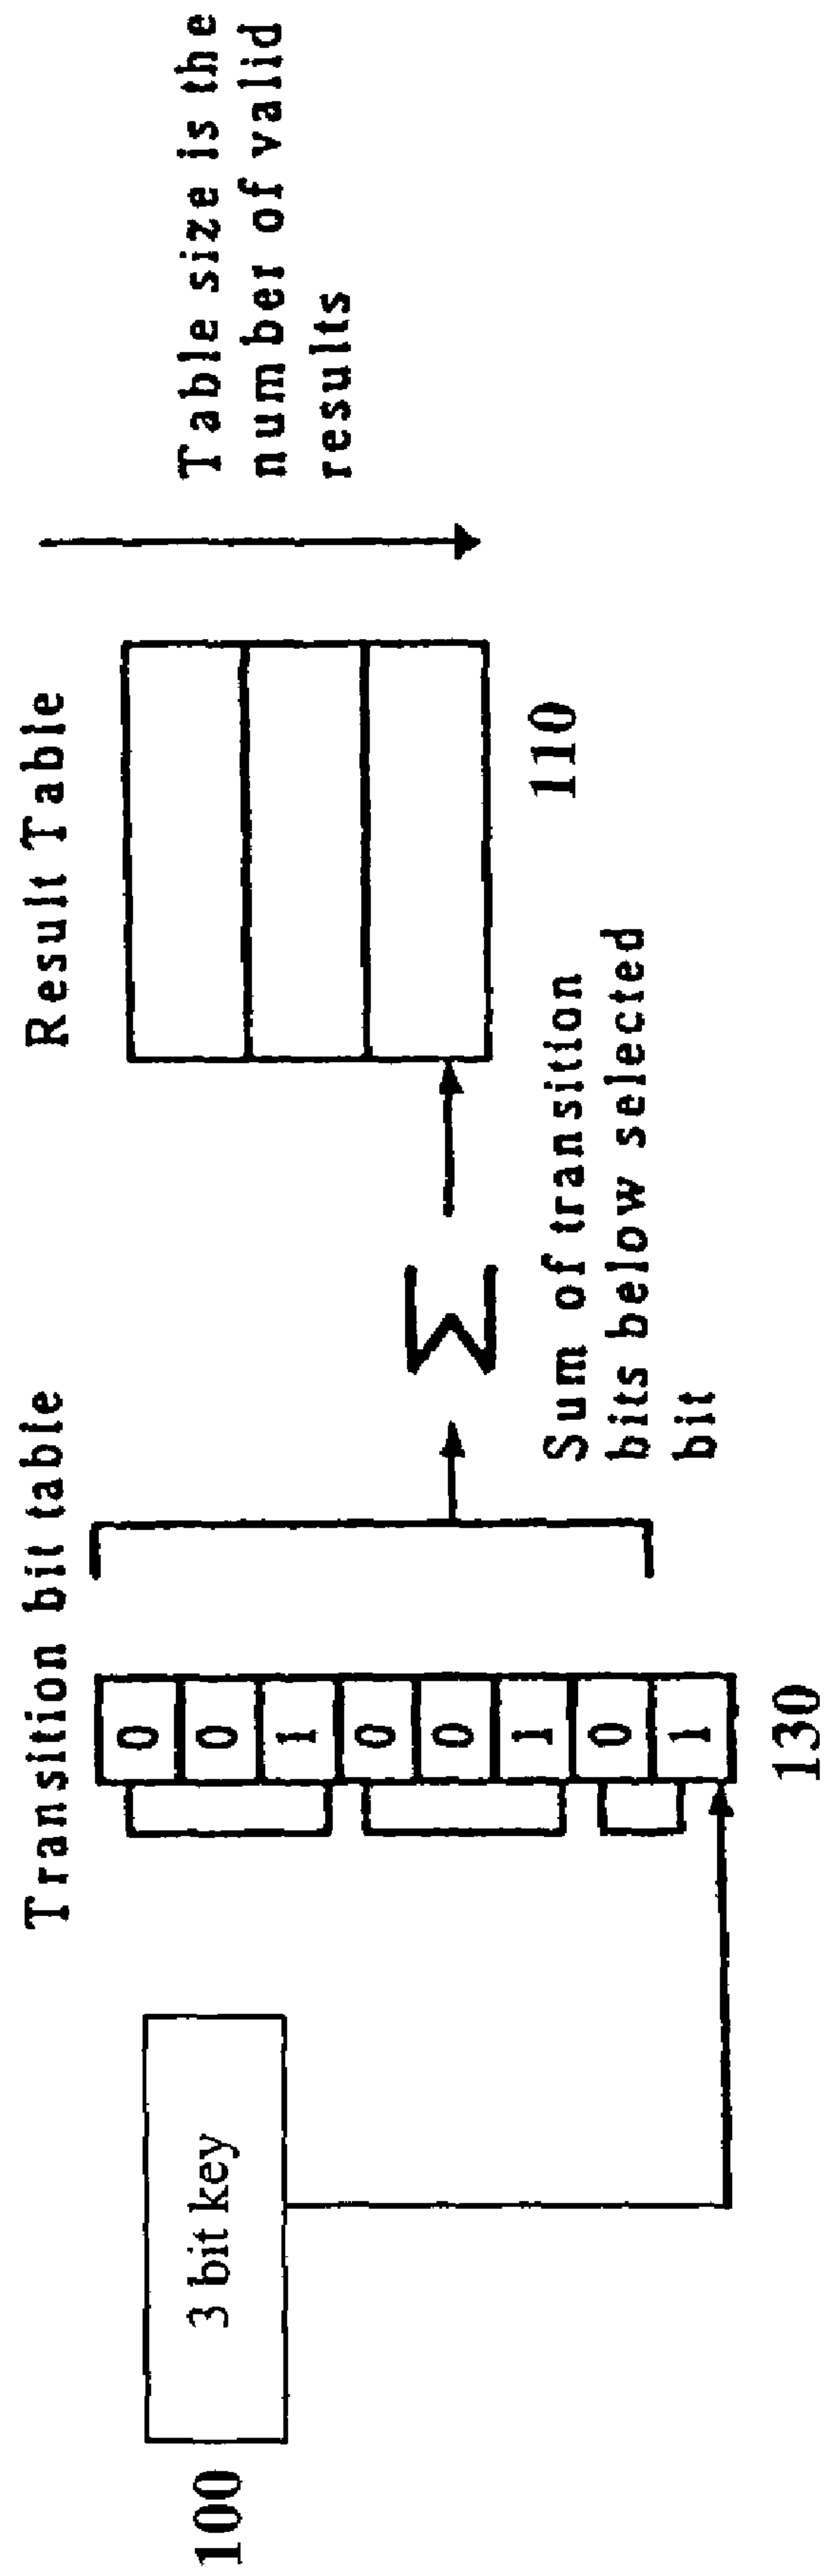 Transition bit table
Result Table
100
3 bit key
0
0
1
0
0
1
0
1
130
Σ
Sum of transition
bits below selected
bit
110
Table size is the
number of valid
results